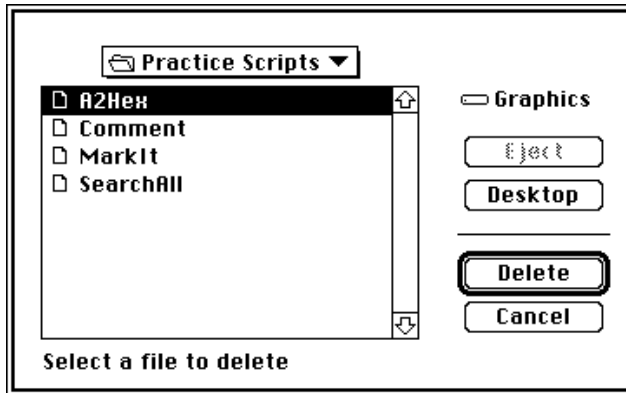 Practice Scripts
A2Hex
Comment
MarkIt
SearchAll
Select a file to delete
Graphics
Eject
Desktop
Delete
Cancel